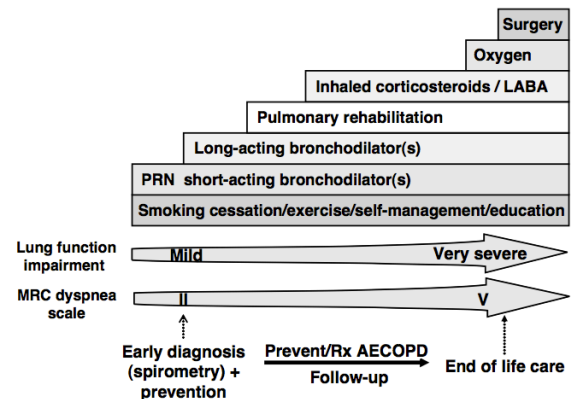 Surgery
Oxygen
Inhaled corticosteroids / LABA
Pulmonary rehabilitation
Long-acting bronchodilator(s)
PRN short-acting bronchodilator(s)
Smoking cessation/exercise/self-management/education
Lung function
impairment
Mild
Very severe
MRC dyspnea
scale
II
V
Early diagnosis
(spirometry) +
prevention
Prevent/Rx AECOPD
Follow-up
End of life care